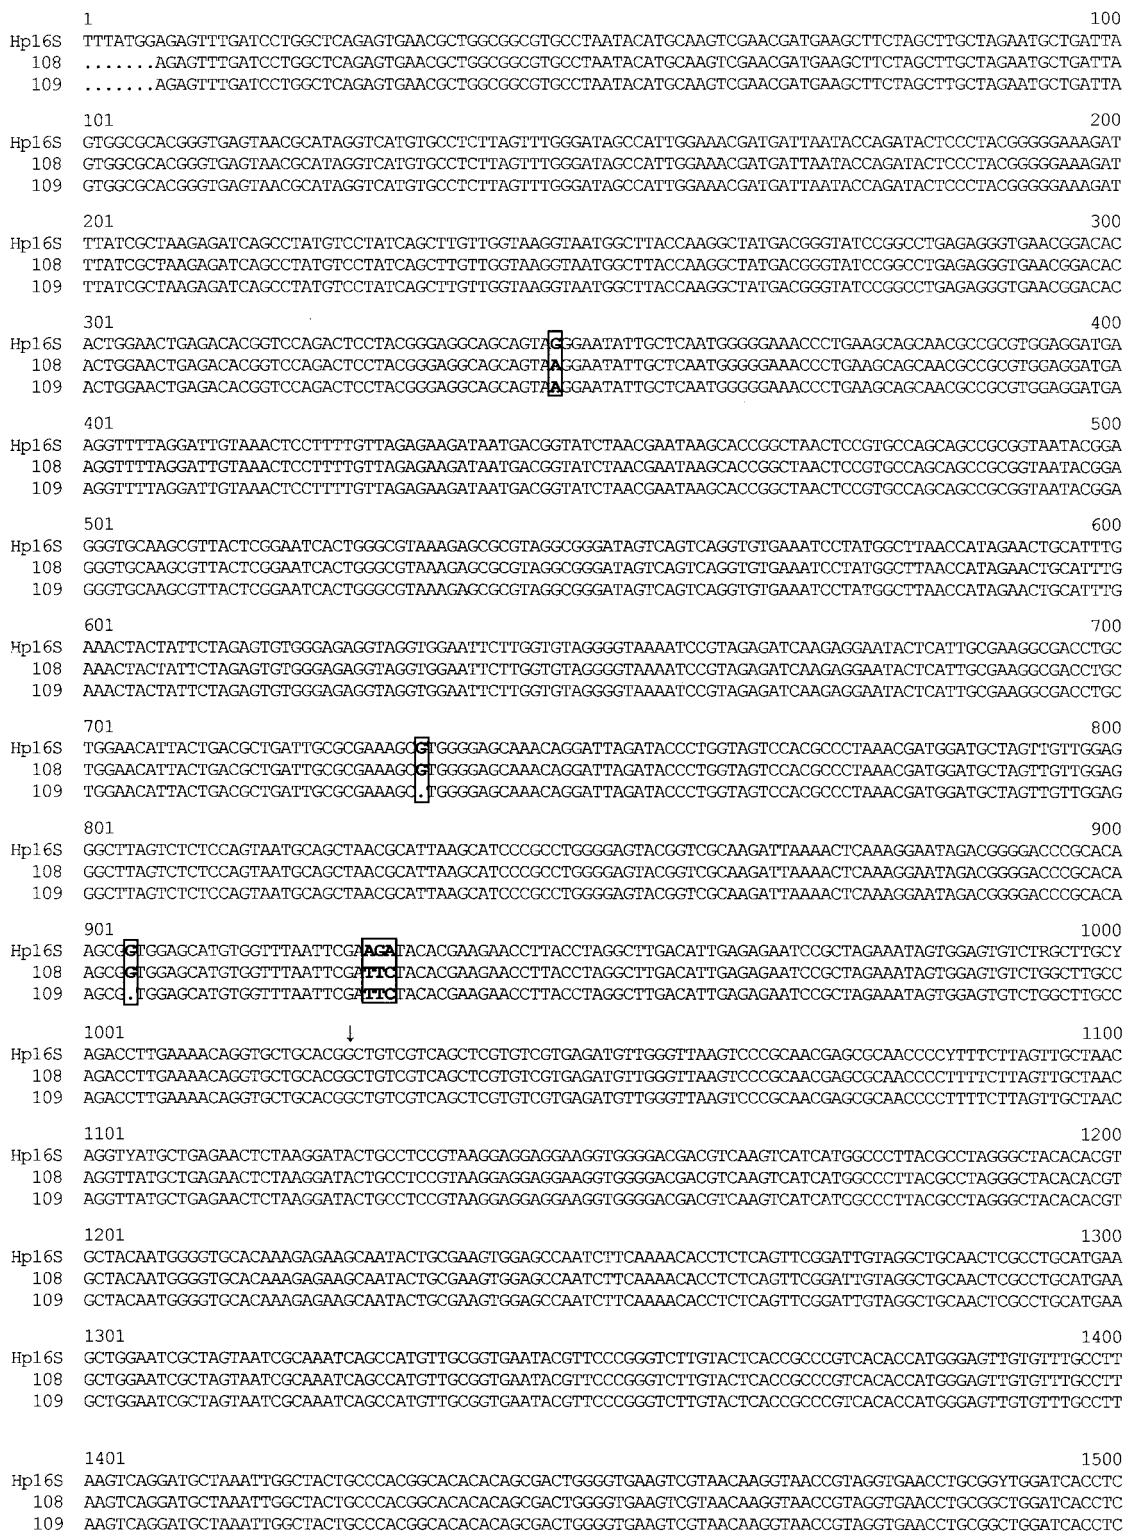 1 100
Hp16S TTTATGGAGAGTTTGATCCTGGCTCAGAGTGAACGCTGGCGGCGTGCCTAATACATGCAAGTCGAACGATGAAGCTTCTAGCTTGCTAGAATGCTGATTA
108 .......AGAGTTTGATCCTGGCTCAGAGTGAACGCTGGCGGCGTGCCTAATACATGCAAGTCGAACGATGAAGCTTCTAGCTTGCTAGAATGCTGATTA
109 .......AGAGTTTGATCCTGGCTCAGAGTGAACGCTGGCGGCGTGCCTAATACATGCAAGTCGAACGATGAAGCTTCTAGCTTGCTAGAATGCTGATTA
101 200
Hp16S GTGGCGCACGGGTGAGTAACGCATAGGTCATGTGCCTCTTAGTTTGGGATAGCCATTGGAAACGATGATTAATACCAGATACTCCCTACGGGGGAAAGAT
108 GTGGCGCACGGGTGAGTAACGCATAGGTCATGTGCCTCTTAGTTTGGGATAGCCATTGGAAACGATGATTAATACCAGATACTCCCTACGGGGGAAAGAT
109 GTGGCGCACGGGTGAGTAACGCATAGGTCATGTGCCTCTTAGTTTGGGATAGCCATTGGAAACGATGATTAATACCAGATACTCCCTACGGGGGAAAGAT
201 300
Hp16S TTATCGCTAAGAGATCAGCCTATGTCCTATCAGCTTGTTGGTAAGGTAATGGCTTACCAAGGCTATGACGGGTATCCGGCCTGAGAGGGTGAACGGACAC
108 TTATCGCTAAGAGATCAGCCTATGTCCTATCAGCTTGTTGGTAAGGTAATGGCTTACCAAGGCTATGACGGGTATCCGGCCTGAGAGGGTGAACGGACAC
109 TTATCGCTAAGAGATCAGCCTATGTCCTATCAGCTTGTTGGTAAGGTAATGGCTTACCAAGGCTATGACGGGTATCCGGCCTGAGAGGGTGAACGGACAC
301 400
Hp16S ACTGGAACTGAGACACGGTCCAGACTCCTACGGGAGGCAGCAGTAGGGAATATTGCTCAATGGGGGAAACCCTGAAGCAGCAACGCCGCGTGGAGGATGA
108 ACTGGAACTGAGACACGGTCCAGACTCCTACGGGAGGCAGCAGTAAGGAATATTGCTCAATGGGGGAAACCCTGAAGCAGCAACGCCGCGTGGAGGATGA
109 ACTGGAACTGAGACACGGTCCAGACTCCTACGGGAGGCAGCAGTAAGGAATATTGCTCAATGGGGGAAACCCTGAAGCAGCAACGCCGCGTGGAGGATGA
401 500
Hp16S AGGTTTTAGGATTGTAAACTCCTTTTGTTAGAGAAGATAATGACGGTATCTAACGAATAAGCACCGGCTAACTCCGTGCCAGCAGCCGCGGTAATACGGA
108 AGGTTTTAGGATTGTAAACTCCTTTTGTTAGAGAAGATAATGACGGTATCTAACGAATAAGCACCGGCTAACTCCGTGCCAGCAGCCGCGGTAATACGGA
109 AGGTTTTAGGATTGTAAACTCCTTTTGTTAGAGAAGATAATGACGGTATCTAACGAATAAGCACCGGCTAACTCCGTGCCAGCAGCCGCGGTAATACGGA
501 600
Hp16S GGGTGCAAGCGTTACTCGGAATCACTGGGCGTAAAGAGCGCGTAGGCGGGATAGTCAGTCAGGTGTGAAATCCTATGGCTTAACCATAGAACTGCATTTG
108 GGGTGCAAGCGTTACTCGGAATCACTGGGCGTAAAGAGCGCGTAGGCGGGATAGTCAGTCAGGTGTGAAATCCTATGGCTTAACCATAGAACTGCATTTG
109 GGGTGCAAGCGTTACTCGGAATCACTGGGCGTAAAGAGCGCGTAGGCGGGATAGTCAGTCAGGTGTGAAATCCTATGGCTTAACCATAGAACTGCATTTG
601 700
Hp16S AAACTACTATTCTAGAGTGTGGGAGAGGTAGGTGGAATTCTTGGTGTAGGGGTAAAATCCGTAGAGATCAAGAGGAATACTCATTGCGAAGGCGACCTGC
108 AAACTACTATTCTAGAGTGTGGGAGAGGTAGGTGGAATTCTTGGTGTAGGGGTAAAATCCGTAGAGATCAAGAGGAATACTCATTGCGAAGGCGACCTGC
109 AAACTACTATTCTAGAGTGTGGGAGAGGTAGGTGGAATTCTTGGTGTAGGGGTAAAATCCGTAGAGATCAAGAGGAATACTCATTGCGAAGGCGACCTGC
701 800
Hp16S TGGAACATTACTGACGCTGATTGCGCGAAAGCGTGGGGAGCAAACAGGATTAGATACCCTGGTAGTCCACGCCCTAAACGATGGATGCTAGTTGTTGGAG
108 TGGAACATTACTGACGCTGATTGCGCGAAAGCGTGGGGAGCAAACAGGATTAGATACCCTGGTAGTCCACGCCCTAAACGATGGATGCTAGTTGTTGGAG
109 TGGAACATTACTGACGCTGATTGCGCGAAAGC.TGGGGAGCAAACAGGATTAGATACCCTGGTAGTCCACGCCCTAAACGATGGATGCTAGTTGTTGGAG
801 900
Hp16S GGCTTAGTCTCTCCAGTAATGCAGCTAACGCATTAAGCATCCCGCCTGGGGAGTACGGTCGCAAGATTAAAACTCAAAGGAATAGACGGGGACCCGCACA
108 GGCTTAGTCTCTCCAGTAATGCAGCTAACGCATTAAGCATCCCGCCTGGGGAGTACGGTCGCAAGATTAAAACTCAAAGGAATAGACGGGGACCCGCACA
109 GGCTTAGTCTCTCCAGTAATGCAGCTAACGCATTAAGCATCCCGCCTGGGGAGTACGGTCGCAAGATTAAAACTCAAAGGAATAGACGGGGACCCGCACA
901 1000
Hp16S AGCGGTGGAGCATGTGGTTTAATTCGAAGATACACGAAGAACCTTACCTAGGCTTGACATTGAGAGAATCCGCTAGAAATAGTGGAGTGTCTRGCTTGCY
108 AGCGGTGGAGCATGTGGTTTAATTCGATTCTACACGAAGAACCTTACCTAGGCTTGACATTGAGAGAATCCGCTAGAAATAGTGGAGTGTCTGGCTTGCC
109 AGCG.TGGAGCATGTGGTTTAATTCGATTCTACACGAAGAACCTTACCTAGGCTTGACATTGAGAGAATCCGCTAGAAATAGTGGAGTGTCTGGCTTGCC
1001 ↓ 1100
Hp16S AGACCTTGAAAACAGGTGCTGCACGGCTGTCGTCAGCTCGTGTCGTGAGATGTTGGGTTAAGTCCCGCAACGAGCGCAACCCCYTTTCTTAGTTGCTAAC
108 AGACCTTGAAAACAGGTGCTGCACGGCTGTCGTCAGCTCGTGTCGTGAGATGTTGGGTTAAGTCCCGCAACGAGCGCAACCCCTTTTCTTAGTTGCTAAC
109 AGACCTTGAAAACAGGTGCTGCACGGCTGTCGTCAGCTCGTGTCGTGAGATGTTGGGTTAAGTCCCGCAACGAGCGCAACCCCTTTTCTTAGTTGCTAAC
1101 1200
Hp16S AGGTYATGCTGAGAACTCTAAGGATACTGCCTCCGTAAGGAGGAGGAAGGTGGGGACGACGTCAAGTCATCATGGCCCTTACGCCTAGGGCTACACACGT
108 AGGTTATGCTGAGAACTCTAAGGATACTGCCTCCGTAAGGAGGAGGAAGGTGGGGACGACGTCAAGTCATCATGGCCCTTACGCCTAGGGCTACACACGT
109 AGGTTATGCTGAGAACTCTAAGGATACTGCCTCCGTAAGGAGGAGGAAGGTGGGGACGACGTCAAGTCATCATGGCCCTTACGCCTAGGGCTACACACGT
1201 1300
Hp16S GCTACAATGGGGTGCACAAAGAGAAGCAATACTGCGAAGTGGAGCCAATCTTCAAAACACCTCTCAGTTCGGATTGTAGGCTGCAACTCGCCTGCATGAA
108 GCTACAATGGGGTGCACAAAGAGAAGCAATACTGCGAAGTGGAGCCAATCTTCAAAACACCTCTCAGTTCGGATTGTAGGCTGCAACTCGCCTGCATGAA
109 GCTACAATGGGGTGCACAAAGAGAAGCAATACTGCGAAGTGGAGCCAATCTTCAAAACACCTCTCAGTTCGGATTGTAGGCTGCAACTCGCCTGCATGAA
1301 1400
Hp16S GCTGGAATCGCTAGTAATCGCAAATCAGCCATGTTGCGGTGAATACGTTCCCGGGTCTTGTACTCACCGCCCGTCACACCATGGGAGTTGTGTTTGCCTT
108 GCTGGAATCGCTAGTAATCGCAAATCAGCCATGTTGCGGTGAATACGTTCCCGGGTCTTGTACTCACCGCCCGTCACACCATGGGAGTTGTGTTTGCCTT
109 GCTGGAATCGCTAGTAATCGCAAATCAGCCATGTTGCGGTGAATACGTTCCCGGGTCTTGTACTCACCGCCCGTCACACCATGGGAGTTGTGTTTGCCTT
1401 1500
Hp16S AAGTCAGGATGCTAAATTGGCTACTGCCCACGGCACACACAGCGACTGGGGTGAAGTCGTAACAAGGTAACCGTAGGTGAACCTGCGGYTGGATCACCTC
108 AAGTCAGGATGCTAAATTGGCTACTGCCCACGGCACACACAGCGACTGGGGTGAAGTCGTAACAAGGTAACCGTAGGTGAACCTGCGGCTGGATCACCTC
109 AAGTCAGGATGCTAAATTGGCTACTGCCCACGGCACACACAGCGACTGGGGTGAAGTCGTAACAAGGTAACCGTAGGTGAACCTGCGGCTGGATCACCTC